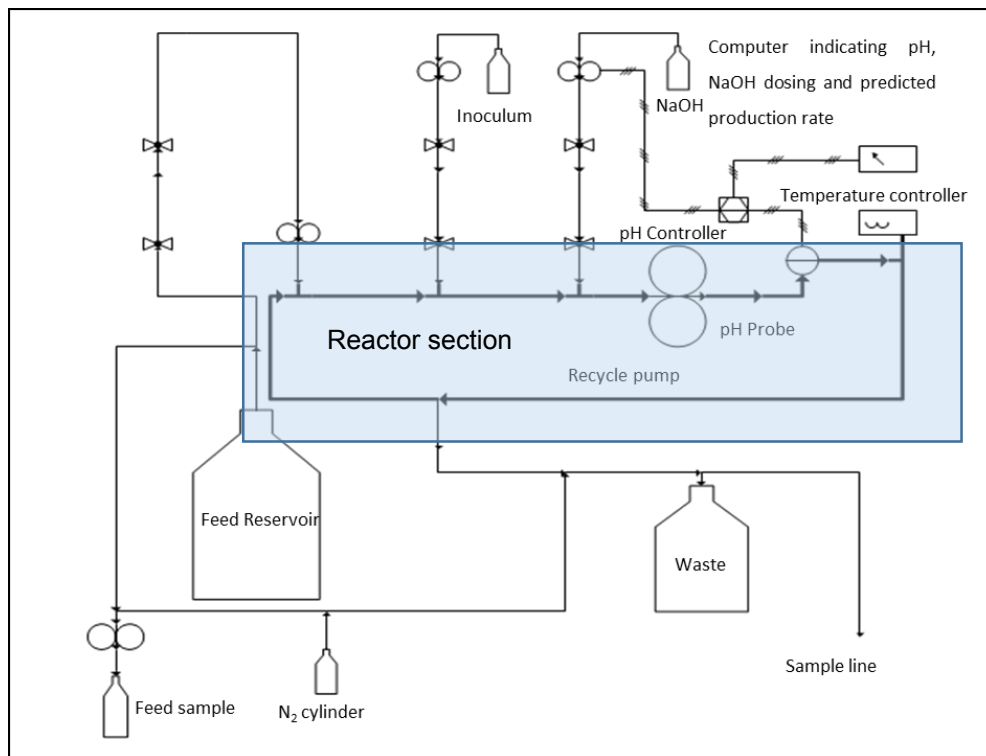 Computer indicating pH,
NaOH dosing and predicted
production rate
Inoculum
NaOH
Temperature controller
pH Controller
pH Probe
Reactor section
Recycle pump
Feed Reservoir
Waste
Sample line
Feed sample
N₂ cylinder